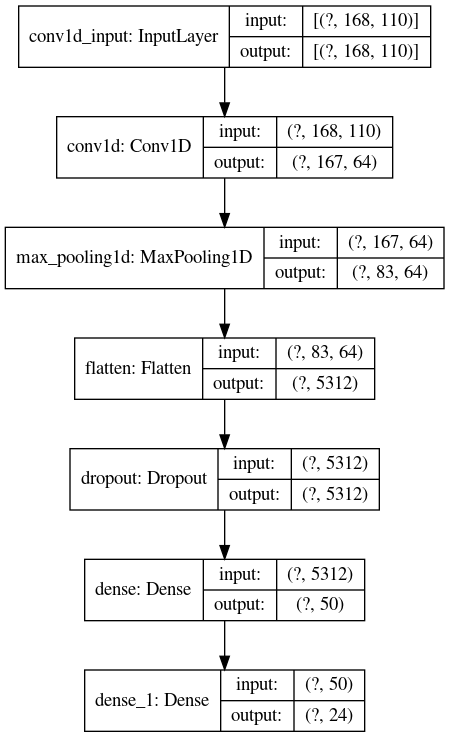 conv1d_input: InputLayer
input: [(?, 168, 110)]
output: [(?, 168, 110)]
conv1d: Conv1D
input: (?, 168, 110)
output: (?, 167, 64)
max_pooling1d: MaxPooling1D
input: (?, 167, 64)
output: (?, 83, 64)
flatten: Flatten
input: (?, 83, 64)
output: (?, 5312)
dropout: Dropout
input: (?, 5312)
output: (?, 5312)
dense: Dense
input: (?, 5312)
output: (?, 50)
dense_1: Dense
input: (?, 50)
output: (?, 24)